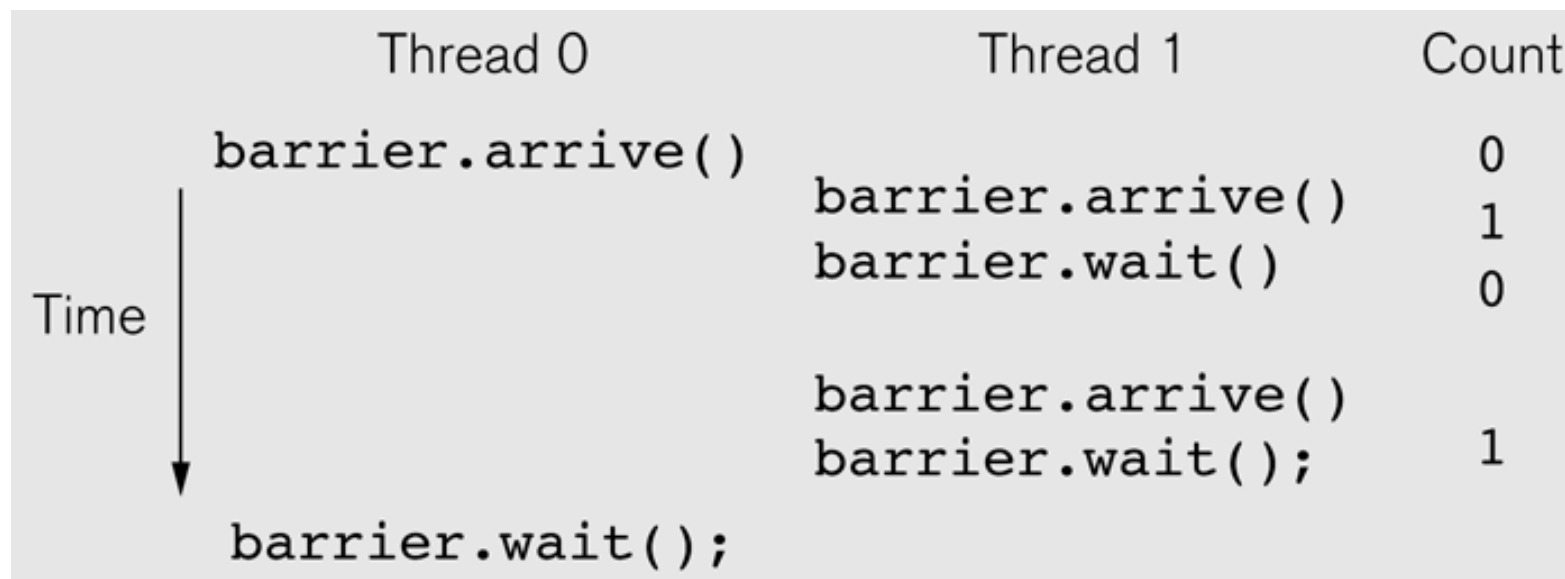 Thread 0 Thread 1 Count
barrier.arrive() 0
barrier.arrive()
1
barrier.wait()
0
Time
barrier.arrive()
barrier.wait(); 1
barrier.wait();